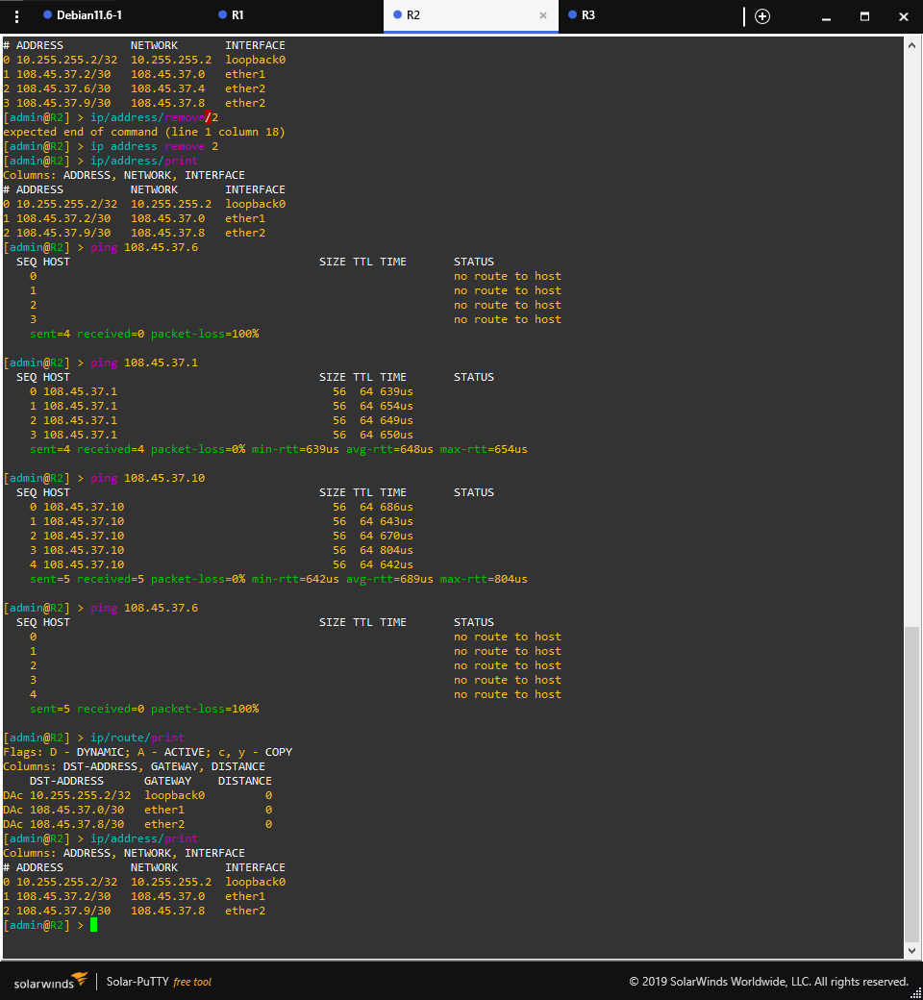 Debian11.6-1 R1 R2 R3
# ADDRESS NETWORK INTERFACE
0 10.255.255.2/32 10.255.255.2 loopback0
1 108.45.37.2/30 108.45.37.0 ether1
2 108.45.37.6/30 108.45.37.4 ether2
3 108.45.37.9/30 108.45.37.8 ether2
[admin@R2] > ip/address/remove/2
expected end of command (line 1 column 18)
[admin@R2] > ip address remove 2
[admin@R2] > ip/address/print
Columns: ADDRESS, NETWORK, INTERFACE
# ADDRESS NETWORK INTERFACE
0 10.255.255.2/32 10.255.255.2 loopback0
1 108.45.37.2/30 108.45.37.0 ether1
2 108.45.37.9/30 108.45.37.8 ether2
[admin@R2] > ping 108.45.37.6
SEQ HOST SIZE TTL TIME STATUS
0 no route to host
1 no route to host
2 no route to host
3 no route to host
sent=4 received=0 packet-loss=100%
[admin@R2] > ping 108.45.37.1
SEQ HOST SIZE TTL TIME STATUS
0 108.45.37.1 56 64 639us
1 108.45.37.1 56 64 654us
2 108.45.37.1 56 64 649us
3 108.45.37.1 56 64 650us
sent=4 received=4 packet-loss=0% min-rtt=639us avg-rtt=648us max-rtt=654us
[admin@R2] > ping 108.45.37.10
SEQ HOST SIZE TTL TIME STATUS
0 108.45.37.10 56 64 686us
1 108.45.37.10 56 64 643us
2 108.45.37.10 56 64 670us
3 108.45.37.10 56 64 804us
4 108.45.37.10 56 64 642us
sent=5 received=5 packet-loss=0% min-rtt=642us avg-rtt=689us max-rtt=804us
[admin@R2] > ping 108.45.37.6
SEQ HOST SIZE TTL TIME STATUS
0 no route to host
1 no route to host
2 no route to host
3 no route to host
4 no route to host
sent=5 received=0 packet-loss=100%
[admin@R2] > ip/route/print
Flags: D - DYNAMIC; A - ACTIVE; c, y - COPY
Columns: DST-ADDRESS, GATEWAY, DISTANCE
DST-ADDRESS GATEWAY DISTANCE
DAc 10.255.255.2/32 loopback0 0
DAc 108.45.37.0/30 ether1 0
DAc 108.45.37.8/30 ether2 0
[admin@R2] > ip/address/print
Columns: ADDRESS, NETWORK, INTERFACE
# ADDRESS NETWORK INTERFACE
0 10.255.255.2/32 10.255.255.2 loopback0
1 108.45.37.2/30 108.45.37.0 ether1
2 108.45.37.9/30 108.45.37.8 ether2
[admin@R2] >
solarwinds Solar-PuTTY free tool © 2019 SolarWinds Worldwide, LLC. All rights reserved.